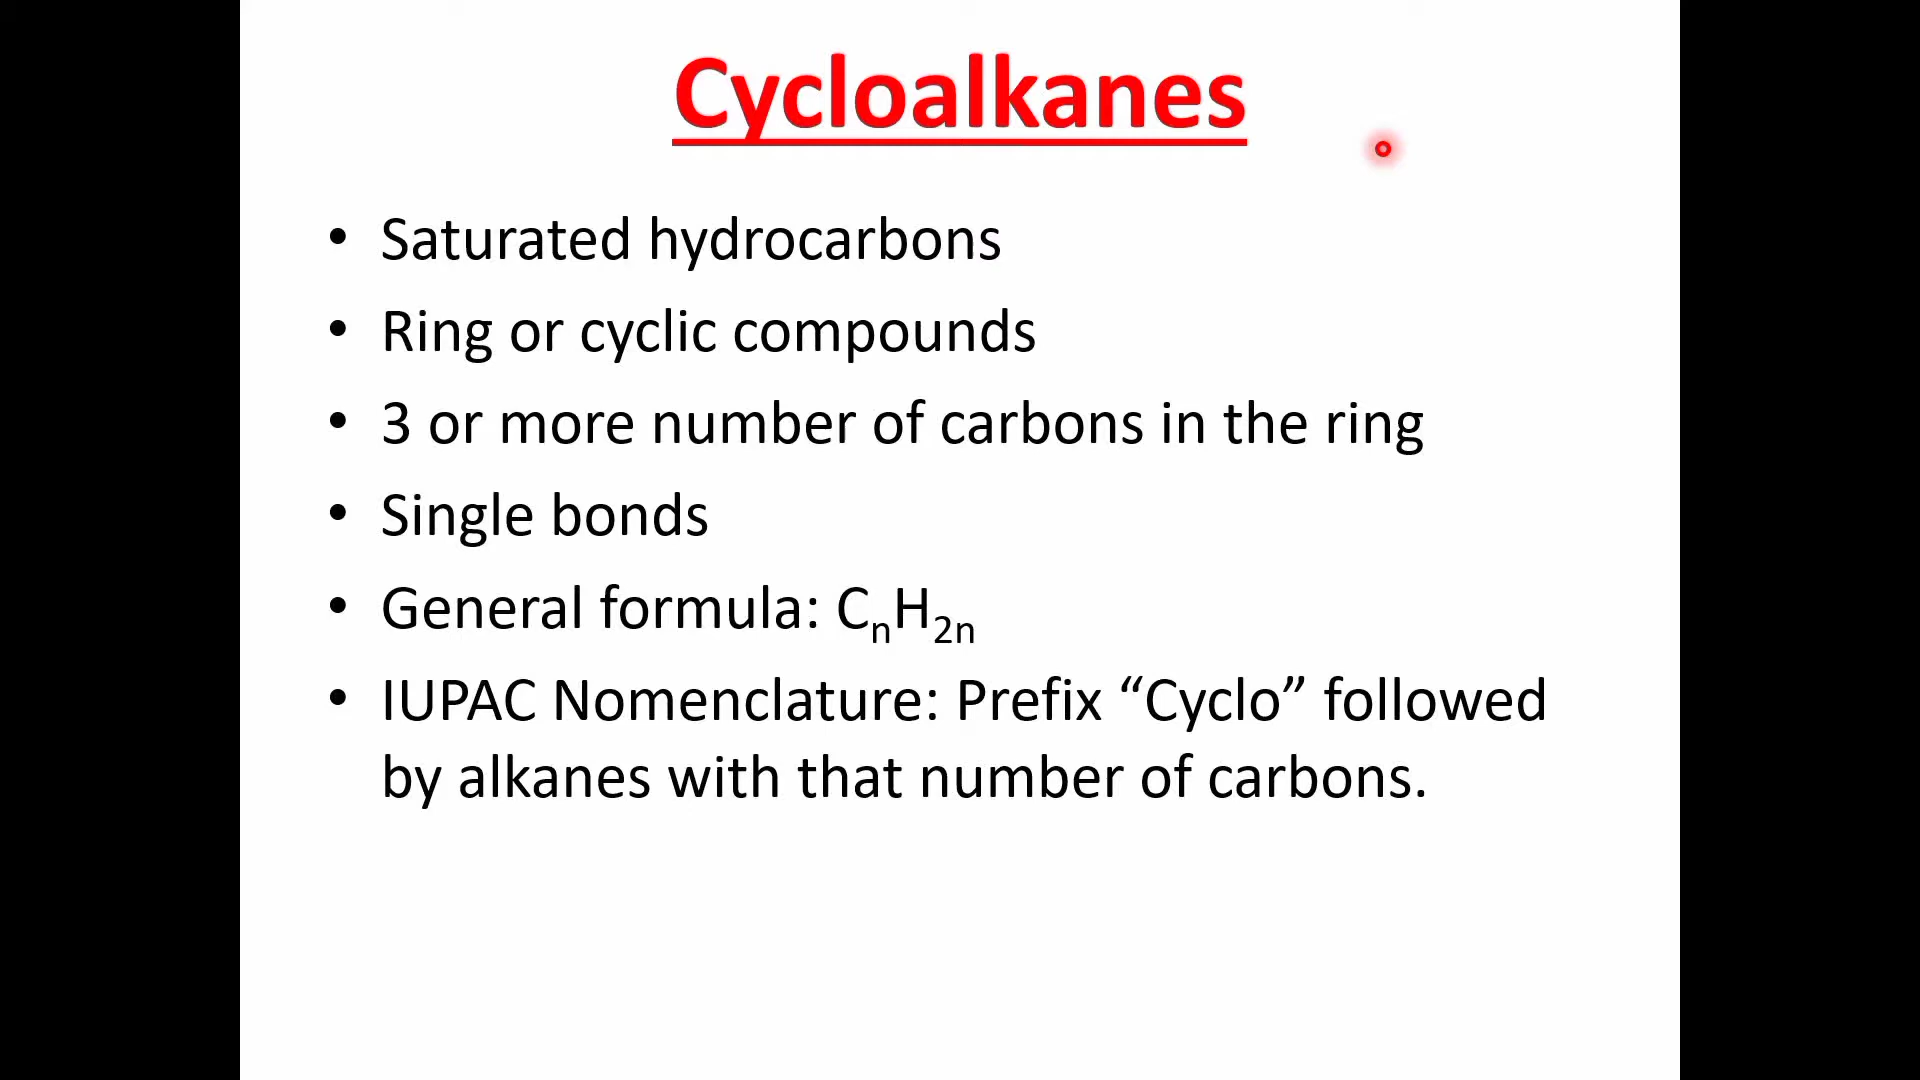 Cycloalkanes
• Saturated hydrocarbons
• Ring or cyclic compounds
• 3 or more number of carbons in the ring
• Single bonds
• General formula: CₙH₂ₙ
• IUPAC Nomenclature: Prefix “Cyclo” followed
by alkanes with that number of carbons.